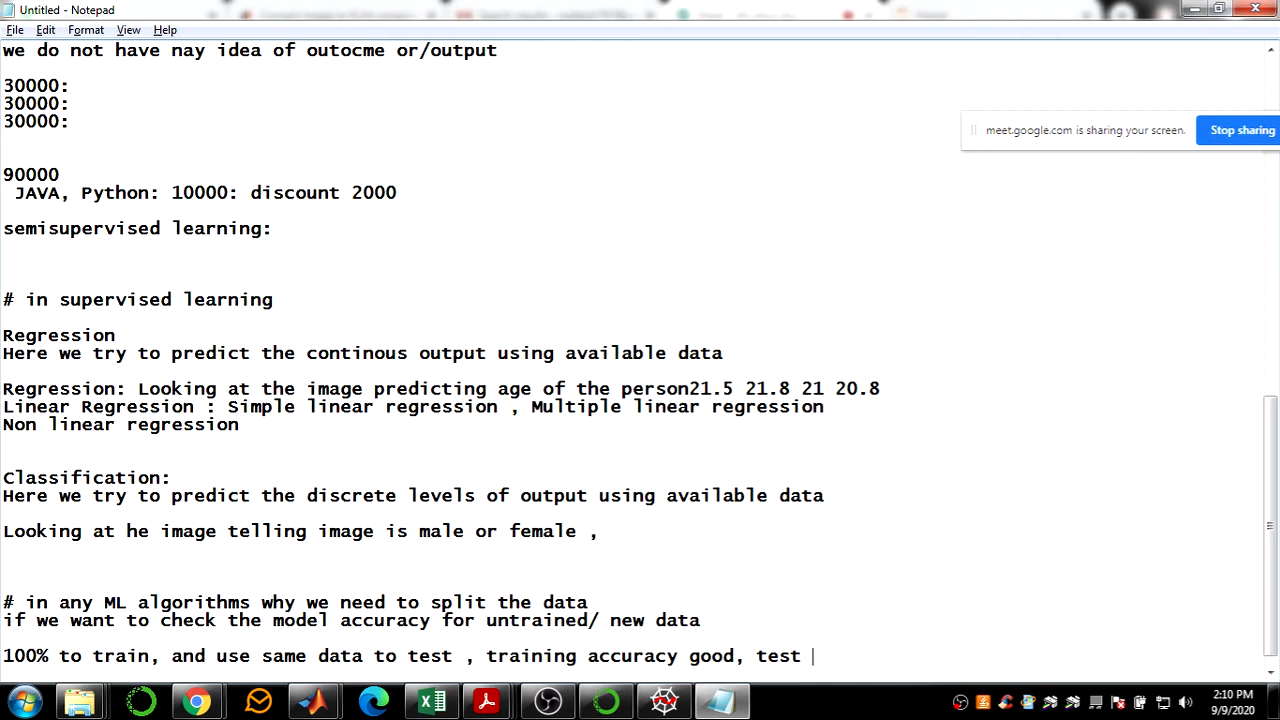 Untitled - Notepad
File Edit Format View Help
we do not have nay idea of outocme or/output
30000:
30000:
30000:
meet.google.com is sharing your screen. Stop sharing
90000
JAVA, Python: 10000: discount 2000
semisupervised learning:
# in supervised learning
Regression
Here we try to predict the continous output using available data
Regression: Looking at the image predicting age of the person21.5 21.8 21 20.8
Linear Regression : Simple linear regression , Multiple linear regression
Non linear regression
Classification:
Here we try to predict the discrete levels of output using available data
Looking at he image telling image is male or female ,
# in any ML algorithms why we need to split the data
if we want to check the model accuracy for untrained/ new data
100% to train, and use same data to test , training accuracy good, test
2:10 PM
9/9/2020